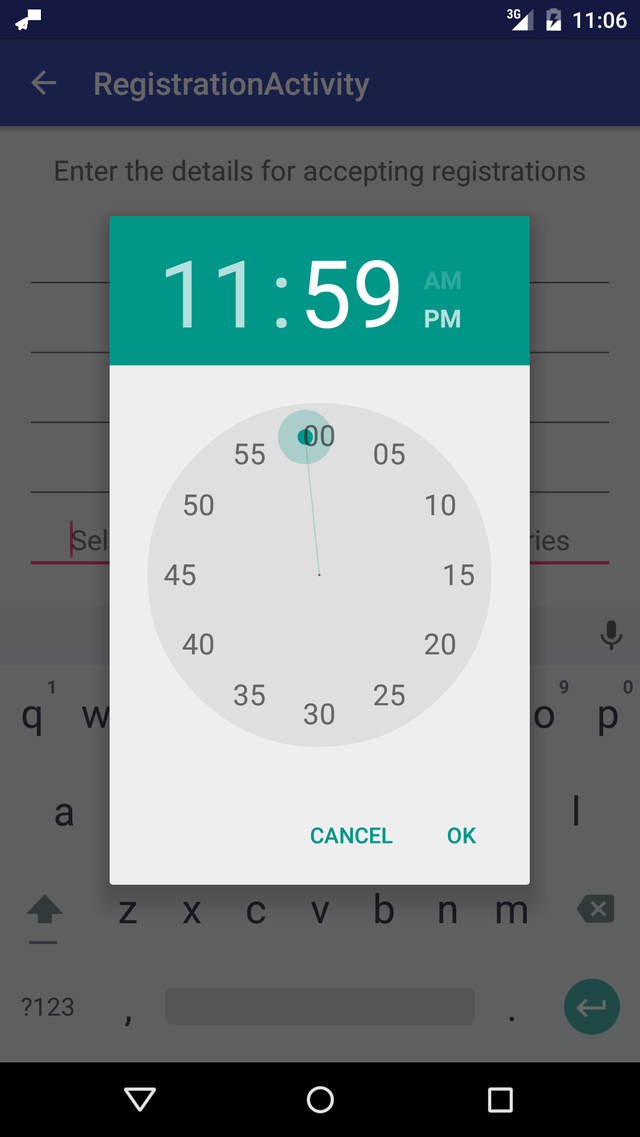 3G 11:06
RegistrationActivity
Enter the details for accepting registrations
11:59 AM
PM
00
55 05
50 10
Sel ries
45 15
40 20
35 25
30
1 9 0
q w o p
a l
CANCEL OK
z x c v b n m
?123 , .